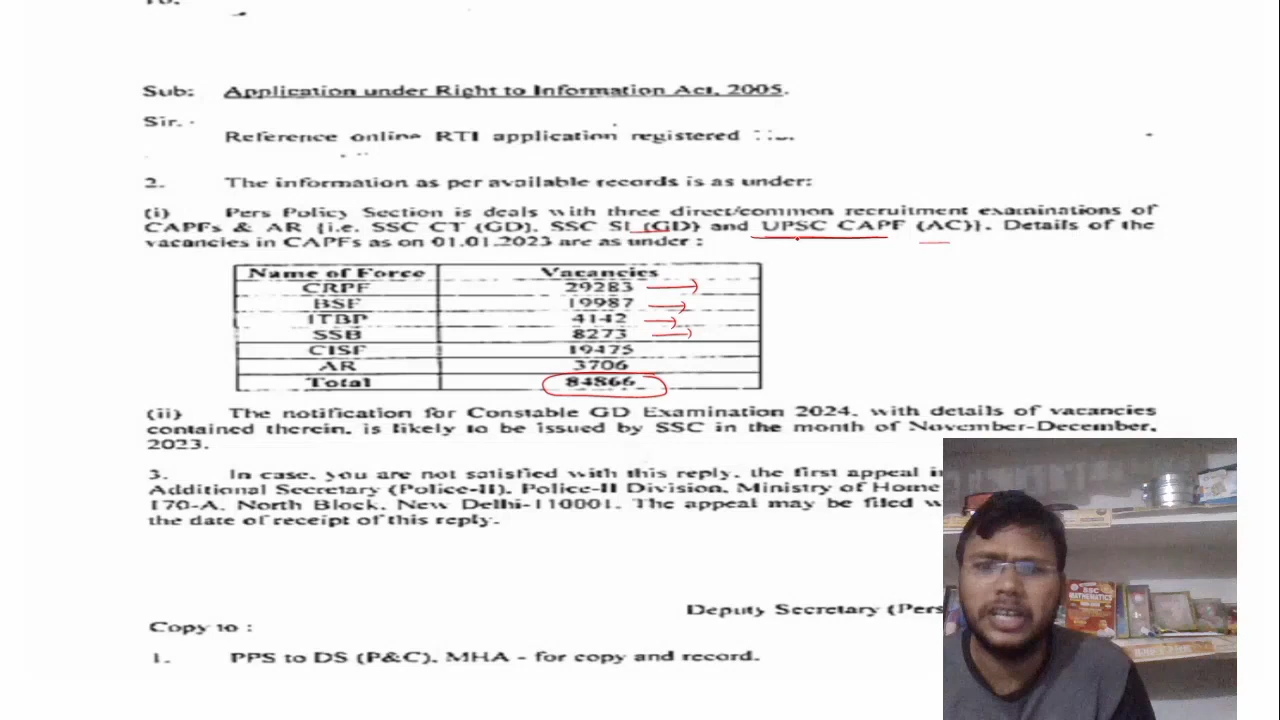 To.
Sub: Application under Right to Information Act, 2005.
Sir.
Reference online RTI application registered
2. The information as per available records is as under:
(i) Pers Policy Section is deals with three direct/common recruitment examinations of
CAPFs & AR {i.e. SSC CT (GD), SSC SI (GD) and UPSC CAPF (AC)}. Details of the
vacancies in CAPFs as on 01.01.2023 are as under :
Name of Force Vacancies
CRPF 29283
BSF 19987
ITBP 4142
SSB 8273
CISF 19475
AR 3706
Total 84866
(ii) The notification for Constable GD Examination 2024, with details of vacancies
contained therein, is likely to be issued by SSC in the month of November-December,
2023.
3. In case, you are not satisfied with this reply, the first appeal in
Additional Secretary (Police-II), Police-II Division, Ministry of Home
170-A, North Block, New Delhi-110001. The appeal may be filed w
the date of receipt of this reply.
Deputy Secretary (Pers
Copy to :
1. PPS to DS (P&C), MHA - for copy and record.
SSC
MATHEMATICS